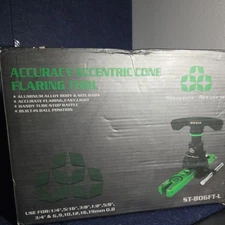 ACCURACY ECCENTRIC CONE
FLARING TOOL
• ALUMINUM ALLOY BODY &
• ACCURATE FLARING, EASY
• HANDY TURN-STOP
• BUILT-IN BALL POSITION
USE FOR: 1/4", 5/16", 3/8", 1/2", 5/8",
3/4" & 6,8,10,12,16,19mm O.D
ST-806FT-L